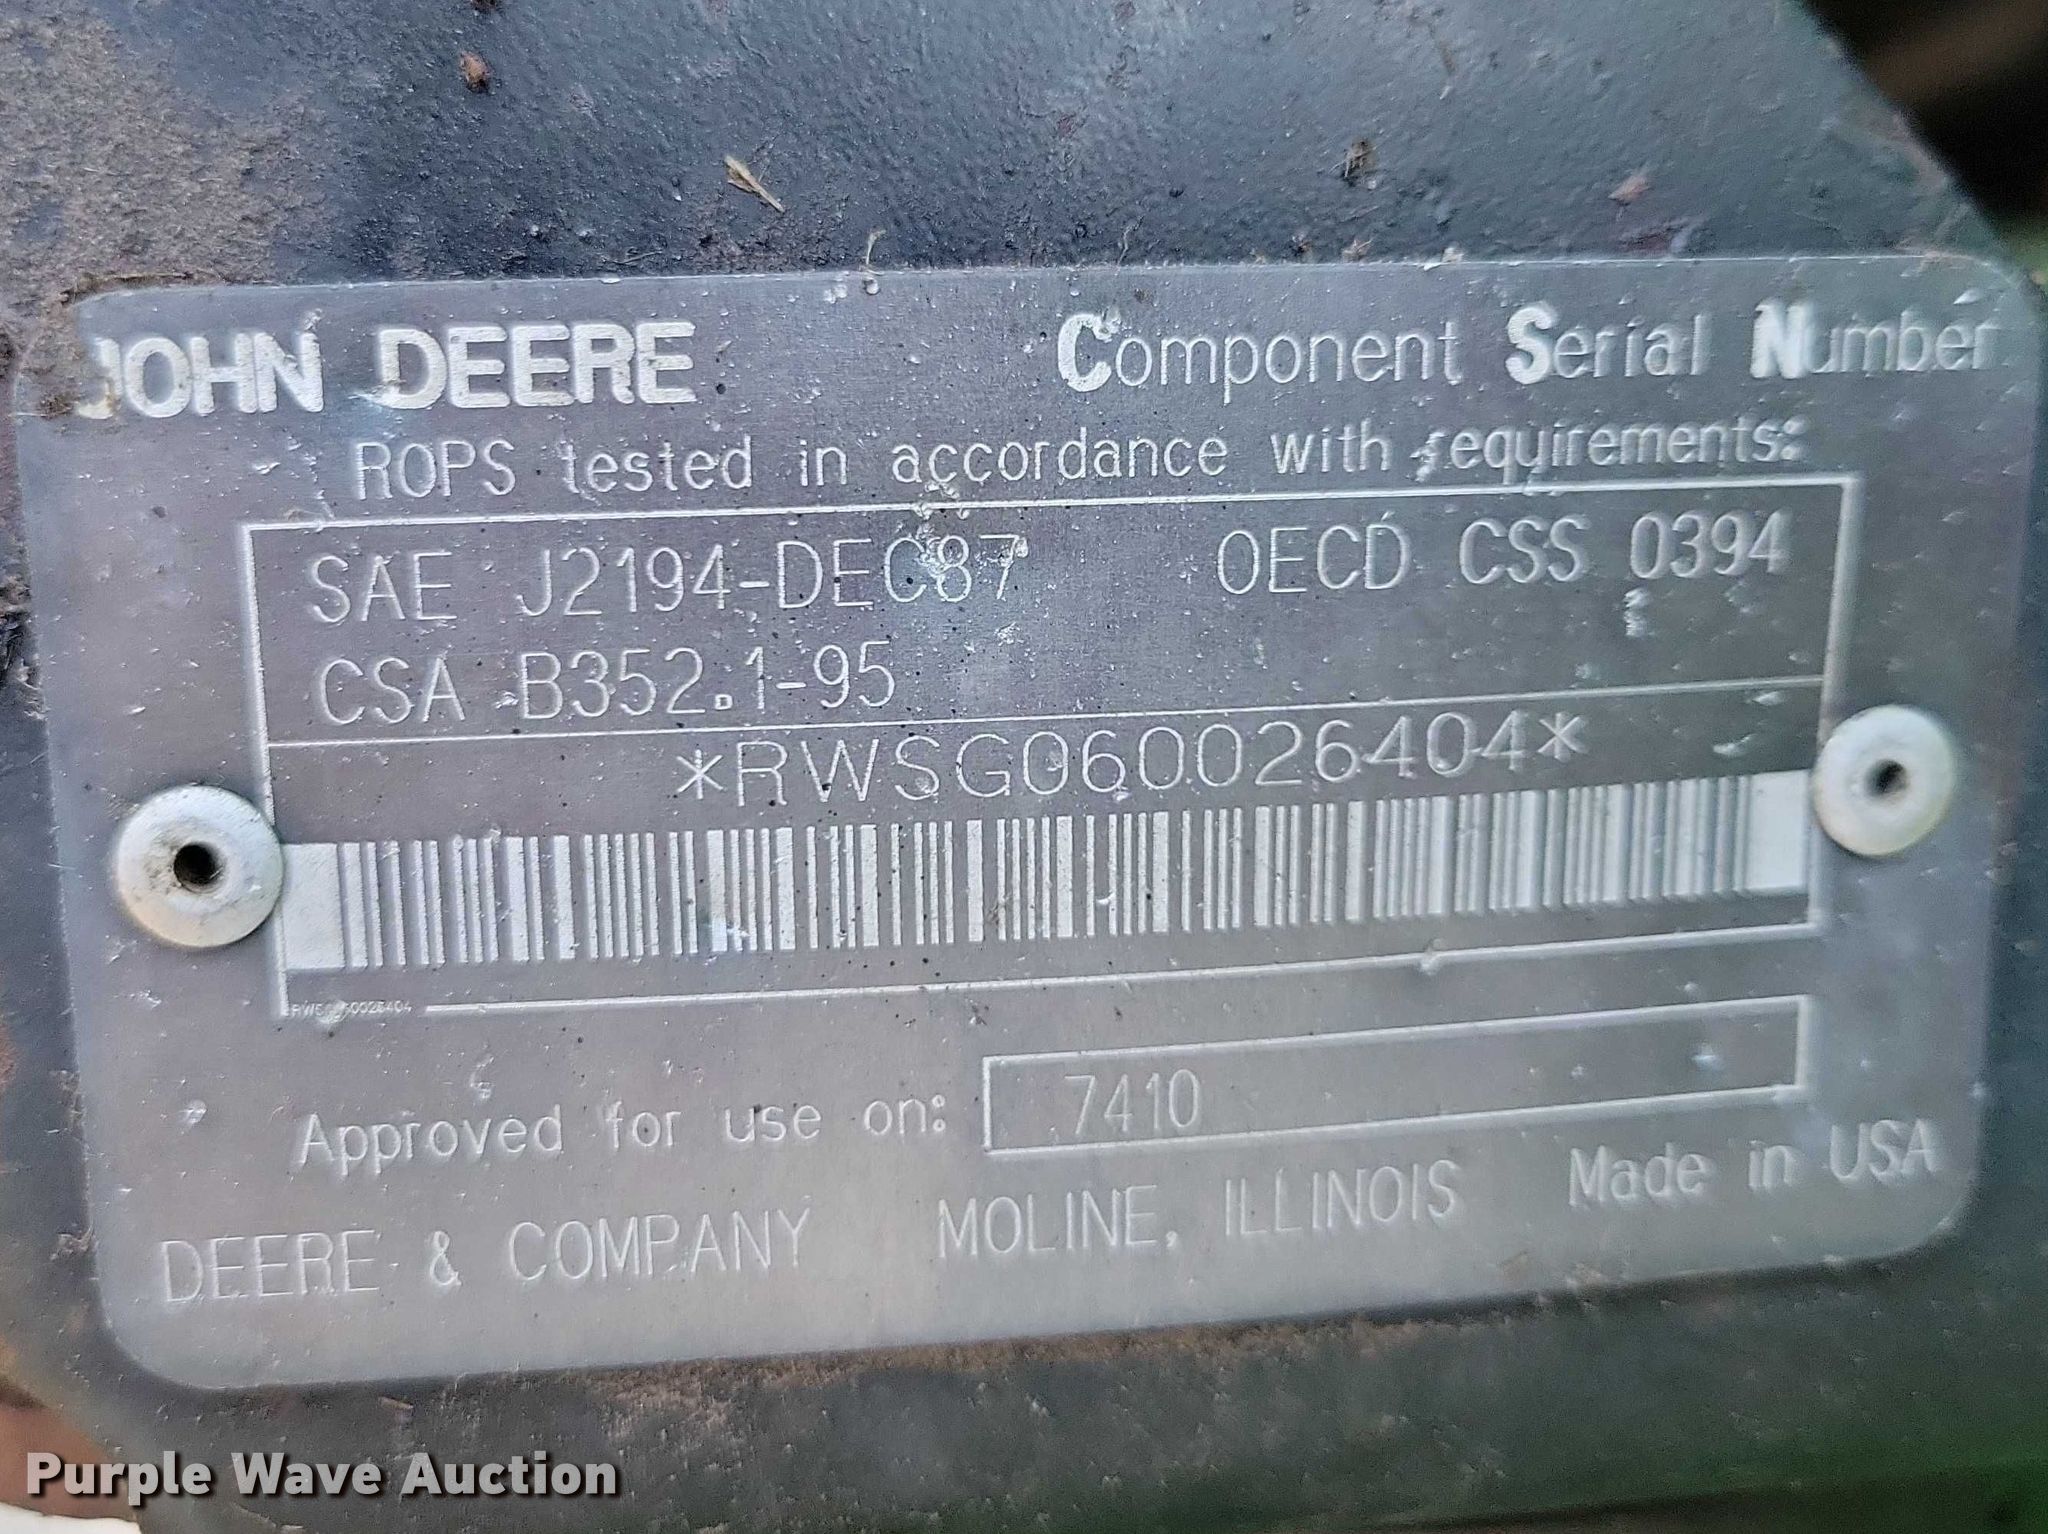 JOHN DEERE Component Serial Number
ROPS tested in accordance with requirements:
SAE J2194-DEC87 OECD CSS 0394
CSA B352.1-95
*RWSG060026404*
Approved for use on: 7410
DEERE & COMPANY MOLINE, ILLINOIS Made in USA
Purple Wave Auction